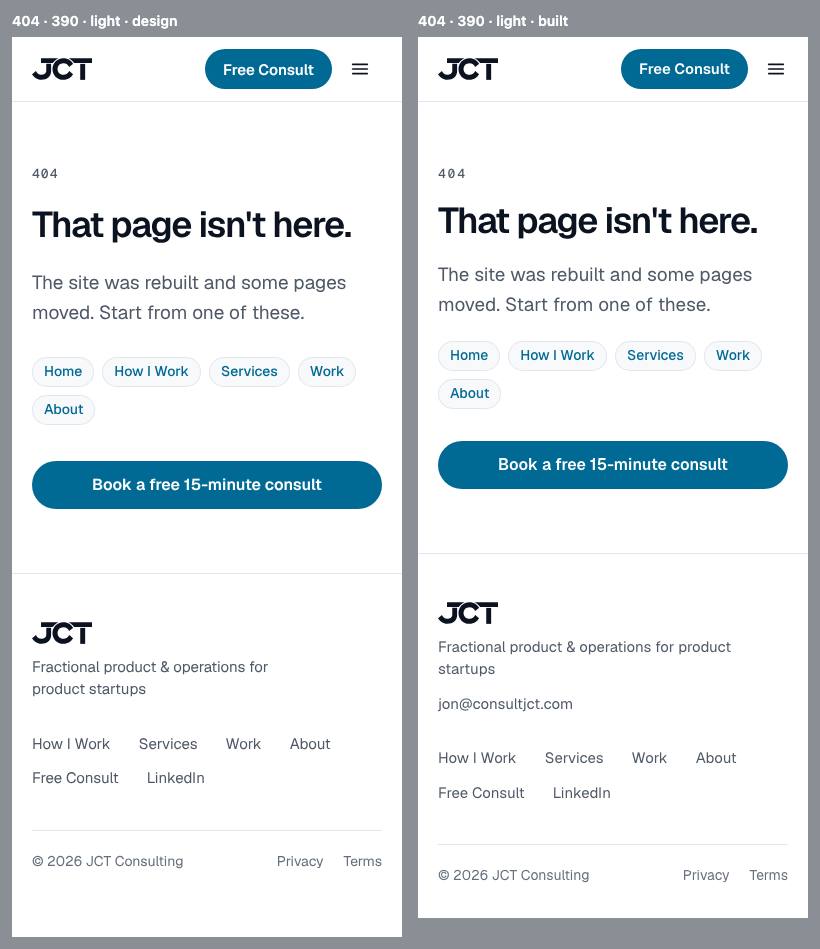 404 · 390 · light · design
JCT
Free Consult
404
That page isn't here.
The site was rebuilt and some pages
moved. Start from one of these.
Home
How I Work
Services
Work
About
Book a free 15-minute consult
JCT
Fractional product & operations for
product startups
How I Work
Services
Work
About
Free Consult
LinkedIn
© 2026 JCT Consulting
Privacy
Terms
404 · 390 · light · built
JCT
Free Consult
404
That page isn't here.
The site was rebuilt and some pages
moved. Start from one of these.
Home
How I Work
Services
Work
About
Book a free 15-minute consult
JCT
Fractional product & operations for product
startups
jon@consultjct.com
How I Work
Services
Work
About
Free Consult
LinkedIn
© 2026 JCT Consulting
Privacy
Terms